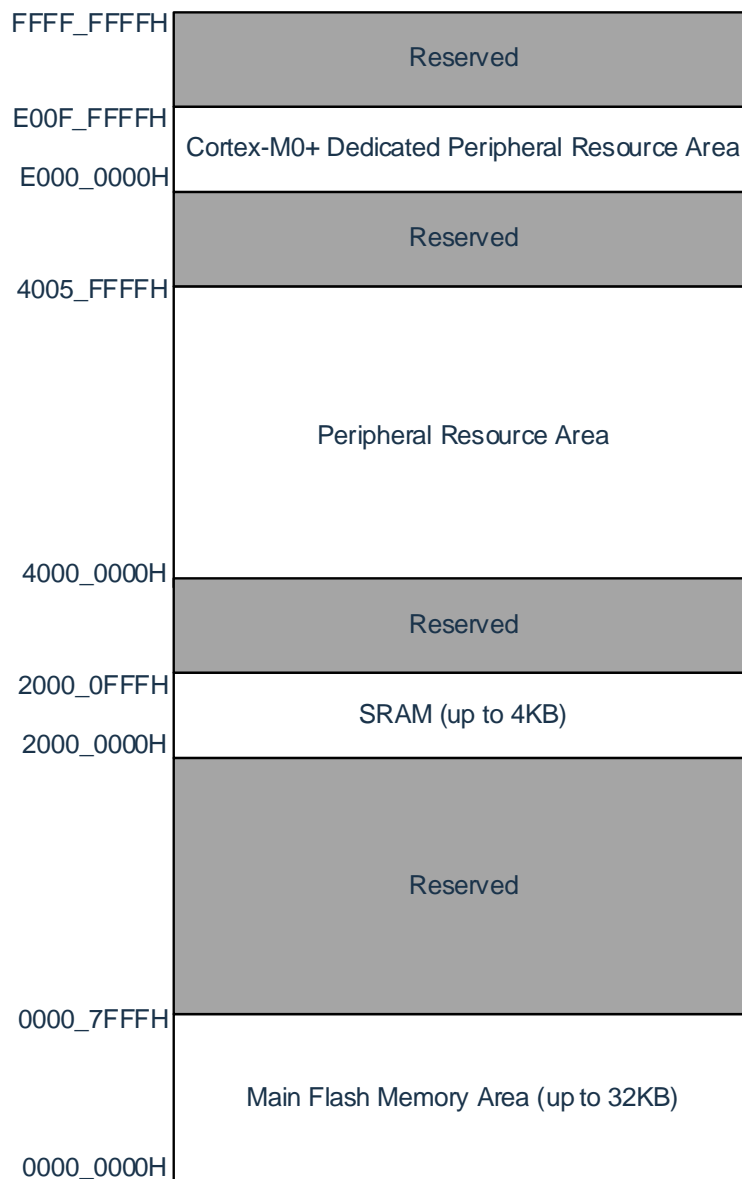 FFFF_FFFFH
Reserved
E00F_FFFFH
Cortex-M0+ Dedicated Peripheral Resource Area
E000_0000H
Reserved
4005_FFFFH
Peripheral Resource Area
4000_0000H
Reserved
2000_0FFFH
SRAM (up to 4KB)
2000_0000H
Reserved
0000_7FFFH
Main Flash Memory Area (up to 32KB)
0000_0000H